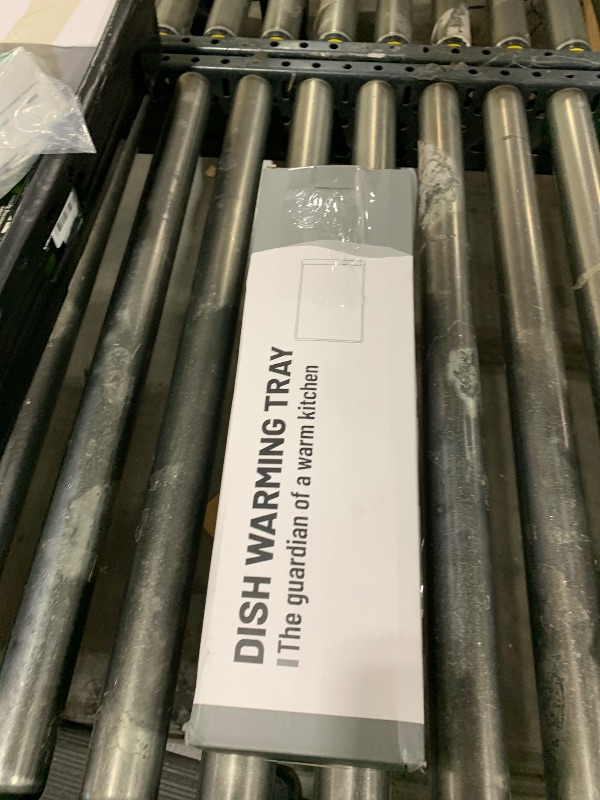 DISH WARMING TRAY
The guardian of a warm kitchen